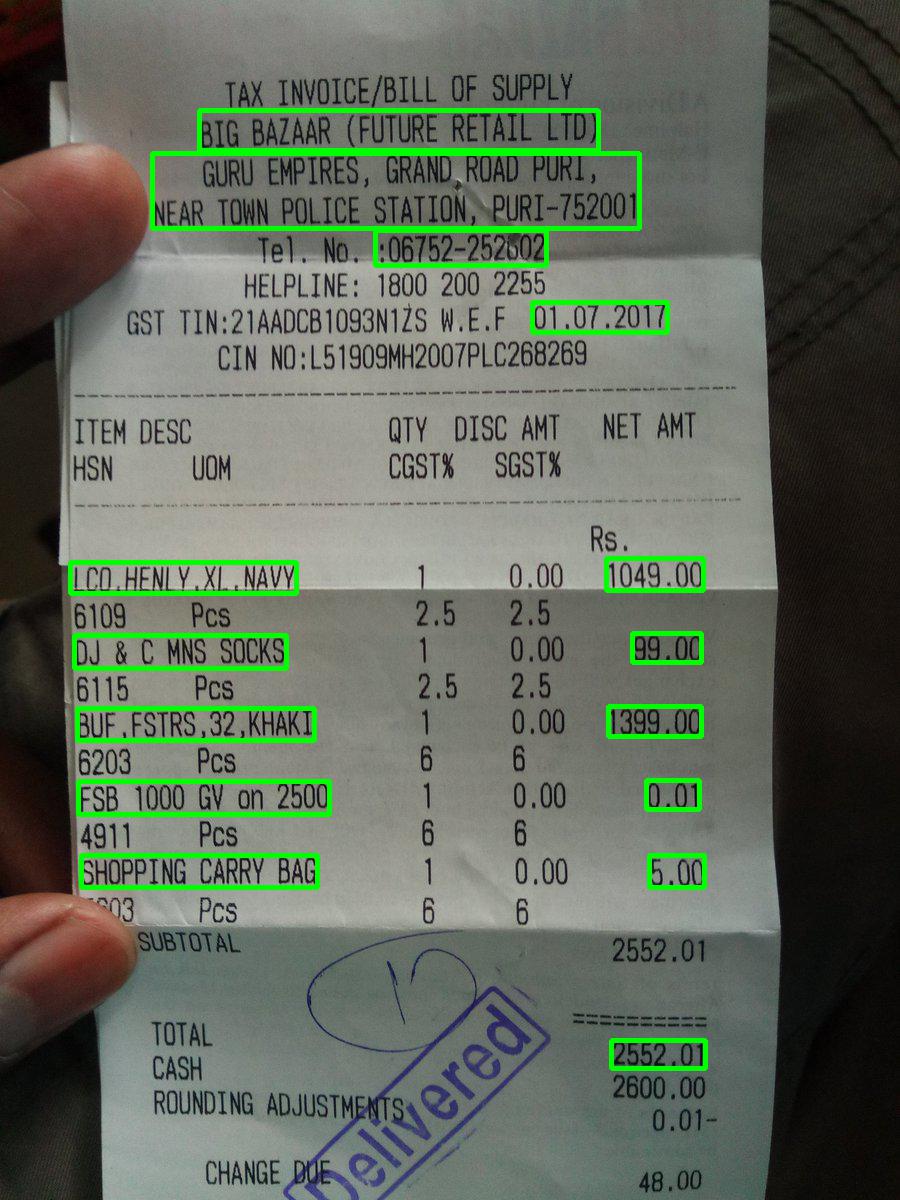 TAX INVOICE/BILL OF SUPPLY
BIG BAZAAR (FUTURE RETAIL LTD)
GURU EMPIRES, GRAND ROAD PURI,
NEAR TOWN POLICE STATION, PURI-752001
Tel. No. :06752-252602
HELPLINE: 1800 200 2255
GST TIN:21AADCB1093N1ZS W.E.F 01.07.2017
CIN NO:L51909MH2007PLC268269
ITEM DESC QTY DISC AMT NET AMT
HSN UOM CGST% SGST%
Rs.
LCO,HENLY,XL,NAVY 1 0.00 1049.00
6109 Pcs 2.5 2.5
DJ & C MNS SOCKS 1 0.00 99.00
6115 Pcs 2.5 2.5
BUF,FSTRS,32,KHAKI 1 0.00 1399.00
6203 Pcs 6 6
FSB 1000 GV on 2500 1 0.00 0.01
4911 Pcs 6 6
SHOPPING CARRY BAG 1 0.00 5.00
Pcs 6 6
SUBTOTAL 2552.01
TOTAL 2552.01
CASH 2600.00
ROUNDING ADJUSTMENTS 0.01-
CHANGE DUE 48.00
Delivered